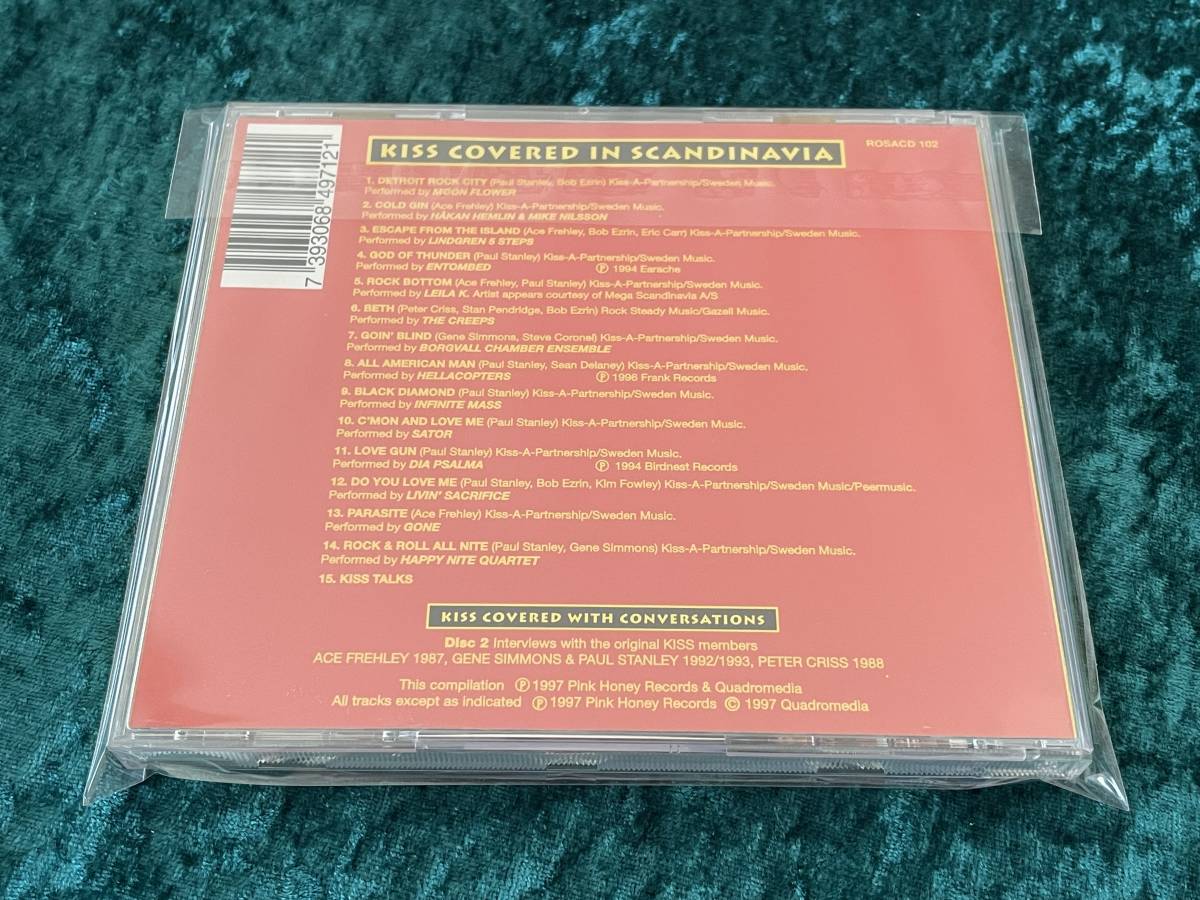 KISS COVERED IN SCANDINAVIA
ROSACD 102
7 393068 497121
1. DETROIT ROCK CITY (Paul Stanley, Bob Ezrin) Kiss-A-Partnership/Sweden Music.
Performed by MOON FLOWER
2. COLD GIN (Ace Frehley) Kiss-A-Partnership/Sweden Music.
Performed by HÅKAN HEMLIN & MIKE NILSSON
3. ESCAPE FROM THE ISLAND (Ace Frehley, Bob Ezrin, Eric Carr) Kiss-A-Partnership/Sweden Music.
Performed by LINDGREN 5 STEPS
4. GOD OF THUNDER (Paul Stanley) Kiss-A-Partnership/Sweden Music.
Performed by ENTOMBED ℗ 1994 Earache
5. ROCK BOTTOM (Ace Frehley, Paul Stanley) Kiss-A-Partnership/Sweden Music.
Performed by LEILA K. Artist appears courtesy of Mega Scandinavia A/S
6. BETH (Peter Criss, Stan Pendridge, Bob Ezrin) Rock Steady Music/Gazell Music.
Performed by THE CREEPS
7. GOIN' BLIND (Gene Simmons, Steve Coronel) Kiss-A-Partnership/Sweden Music.
Performed by BORGVALL CHAMBER ENSEMBLE
8. ALL AMERICAN MAN (Paul Stanley, Sean Delaney) Kiss-A-Partnership/Sweden Music.
Performed by HELLACOPTERS ℗ 1996 Frank Records
9. BLACK DIAMOND (Paul Stanley) Kiss-A-Partnership/Sweden Music.
Performed by INFINITE MASS
10. C'MON AND LOVE ME (Paul Stanley) Kiss-A-Partnership/Sweden Music.
Performed by SATOR
11. LOVE GUN (Paul Stanley) Kiss-A-Partnership/Sweden Music.
Performed by DIA PSALMA ℗ 1994 Birdnest Records
12. DO YOU LOVE ME (Paul Stanley, Bob Ezrin, Kim Fowley) Kiss-A-Partnership/Sweden Music/Peermusic.
Performed by LIVIN' SACRIFICE
13. PARASITE (Ace Frehley) Kiss-A-Partnership/Sweden Music.
Performed by GONE
14. ROCK & ROLL ALL NITE (Paul Stanley, Gene Simmons) Kiss-A-Partnership/Sweden Music.
Performed by HAPPY NITE QUARTET
15. KISS TALKS
KISS COVERED WITH CONVERSATIONS
Disc 2 Interviews with the original KISS members
ACE FREHLEY 1987, GENE SIMMONS & PAUL STANLEY 1992/1993, PETER CRISS 1988
This compilation ℗ 1997 Pink Honey Records & Quadromedia
All tracks except as indicated ℗ 1997 Pink Honey Records © 1997 Quadromedia